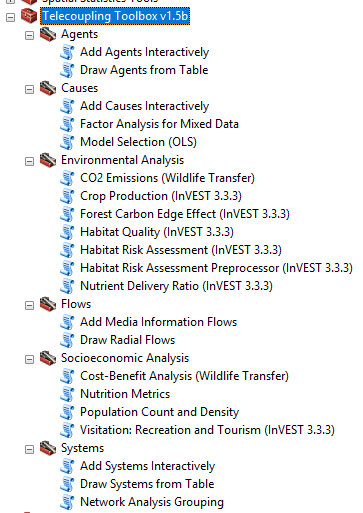 Spatial Statistics Tools
Telecoupling Toolbox v1.5b
Agents
Add Agents Interactively
Draw Agents from Table
Causes
Add Causes Interactively
Factor Analysis for Mixed Data
Model Selection (OLS)
Environmental Analysis
CO2 Emissions (Wildlife Transfer)
Crop Production (InVEST 3.3.3)
Forest Carbon Edge Effect (InVEST 3.3.3)
Habitat Quality (InVEST 3.3.3)
Habitat Risk Assessment (InVEST 3.3.3)
Habitat Risk Assessment Preprocessor (InVEST 3.3.3)
Nutrient Delivery Ratio (InVEST 3.3.3)
Flows
Add Media Information Flows
Draw Radial Flows
Socioeconomic Analysis
Cost-Benefit Analysis (Wildlife Transfer)
Nutrition Metrics
Population Count and Density
Visitation: Recreation and Tourism (InVEST 3.3.3)
Systems
Add Systems Interactively
Draw Systems from Table
Network Analysis Grouping